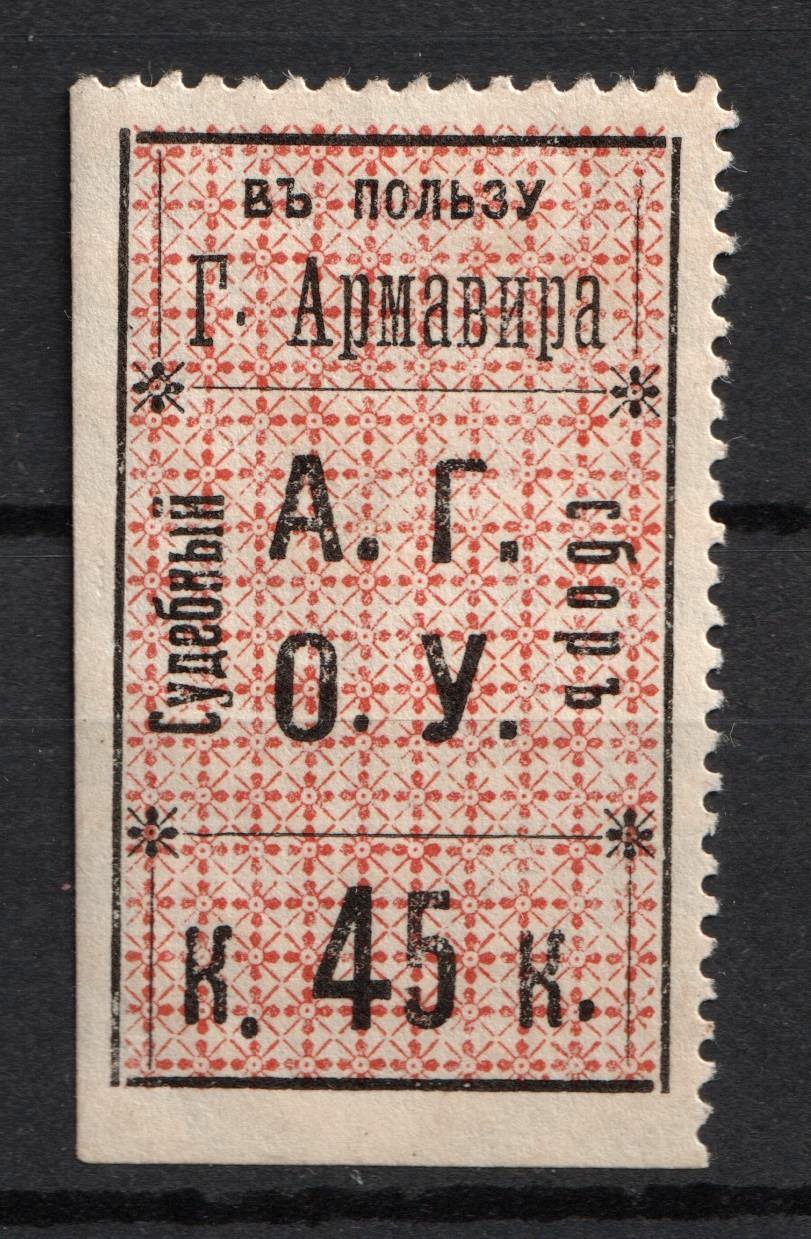 ВЪ ПОЛЬЗУ
Г. Армавира
Судебный
А. Г.
О. У.
сборъ
К. 45 К.